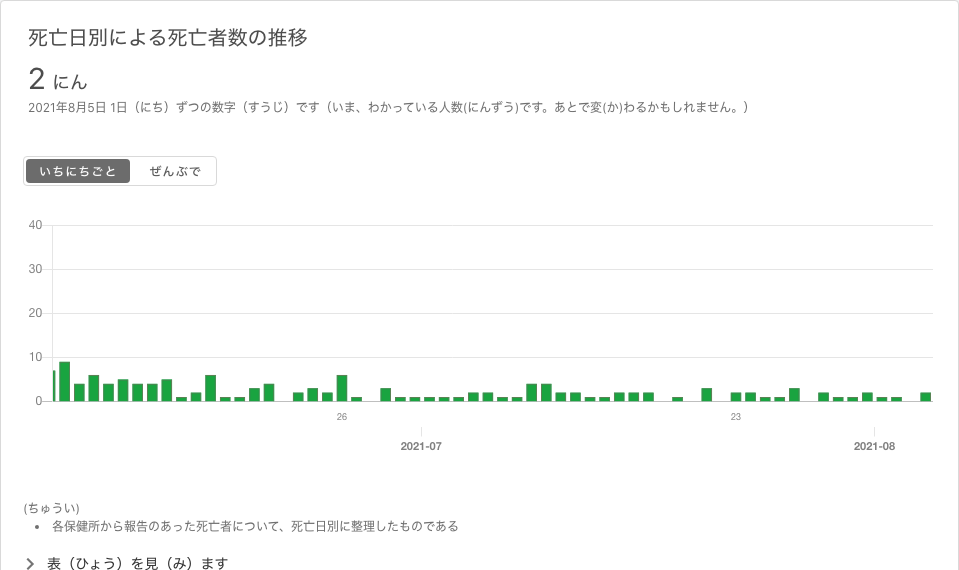 死亡日別による死亡者数の推移
2 にん
2021年8月5日 1日（にち）ずつの数字（すうじ）です（いま、わかっている人数(にんずう)です。あとで変(か)わるかもしれません。）
いちにちごと ぜんぶで
40
30
20
10
0
26 23
2021-07 2021-08
(ちゅうい)
• 各保健所から報告のあった死亡者について、死亡日別に整理したものである
表（ひょう）を見（み）ます